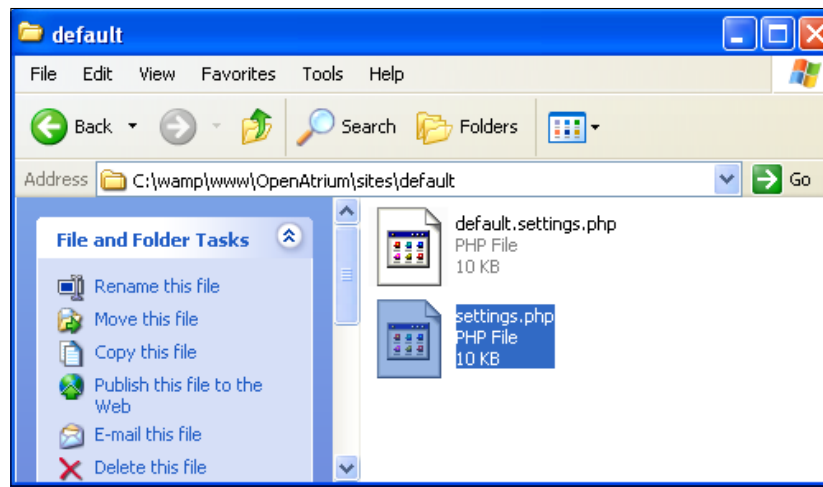 default
File Edit View Favorites Tools Help
Back Search Folders
Address C:\wamp\www\OpenAtrium\sites\default Go
File and Folder Tasks
Rename this file
Move this file
Copy this file
Publish this file to the
Web
E-mail this file
Delete this file
default.settings.php
PHP File
10 KB
settings.php
PHP File
10 KB